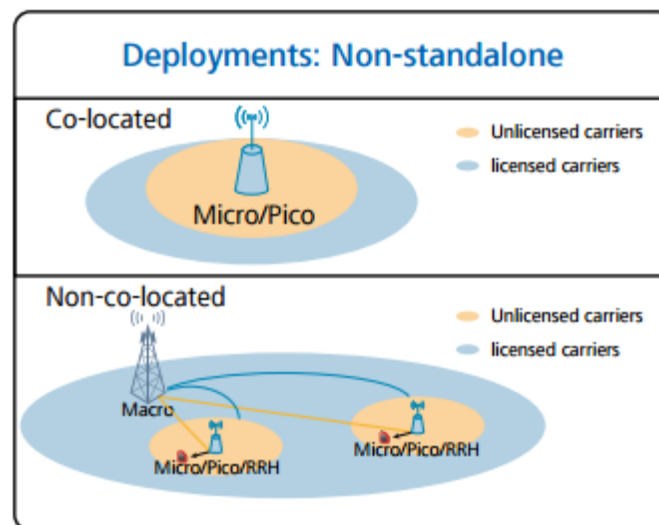 Deployments: Non-standalone
Co-located
Unlicensed carriers
licensed carriers
Micro/Pico
Non-co-located
Unlicensed carriers
licensed carriers
Macro
Micro/Pico/RRH
Micro/Pico/RRH